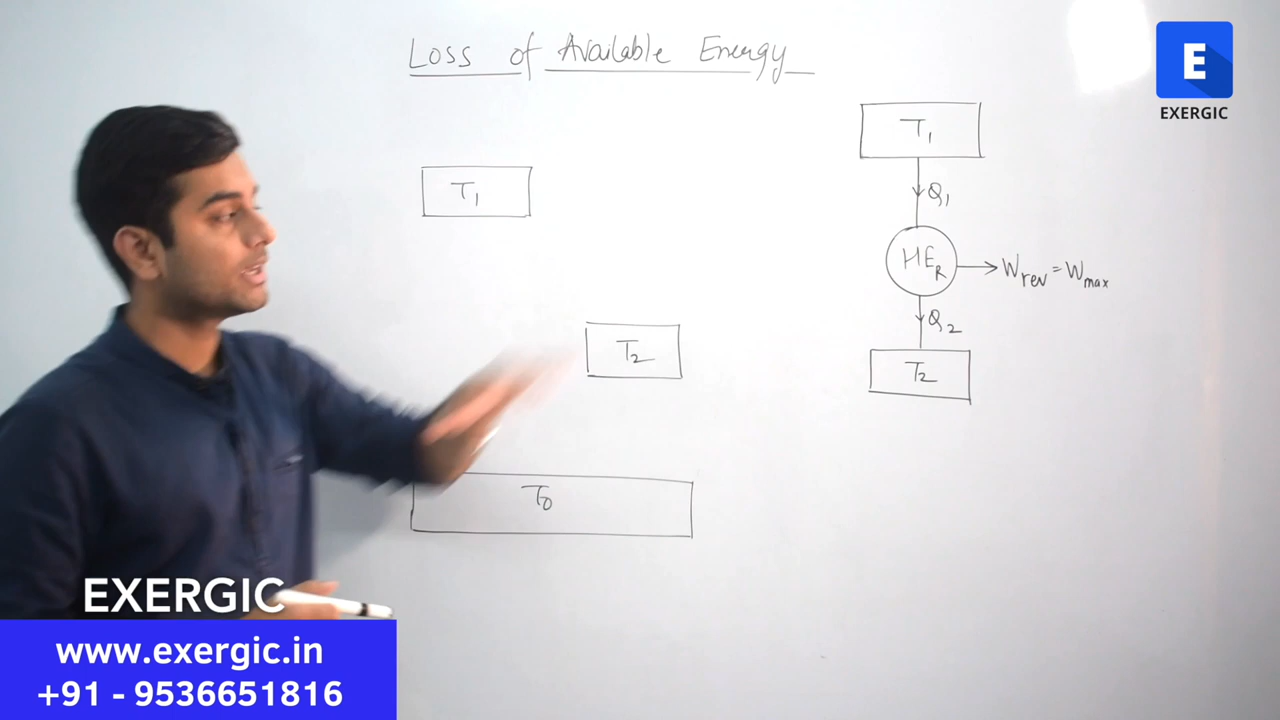 Loss of Available Energy
E
EXERGIC
T1
T1
Q1
HER
Wrev = Wmax
Q2
T2
T2
T0
EXERGIC
www.exergic.in
+91 - 9536651816